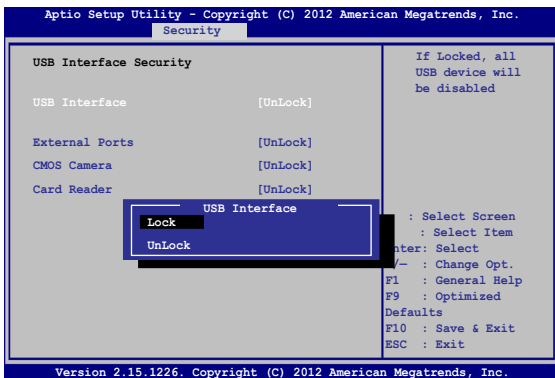 Aptio Setup Utility - Copyright (C) 2012 American Megatrends, Inc.
Security
USB Interface Security
USB Interface [UnLock]
External Ports [UnLock]
CMOS Camera [UnLock]
Card Reader [UnLock]
USB Interface
Lock
UnLock
If Locked, all
USB device will
be disabled
: Select Screen
: Select Item
nter: Select
/— : Change Opt.
F1 : General Help
F9 : Optimized
Defaults
F10 : Save & Exit
ESC : Exit
Version 2.15.1226. Copyright (C) 2012 American Megatrends, Inc.